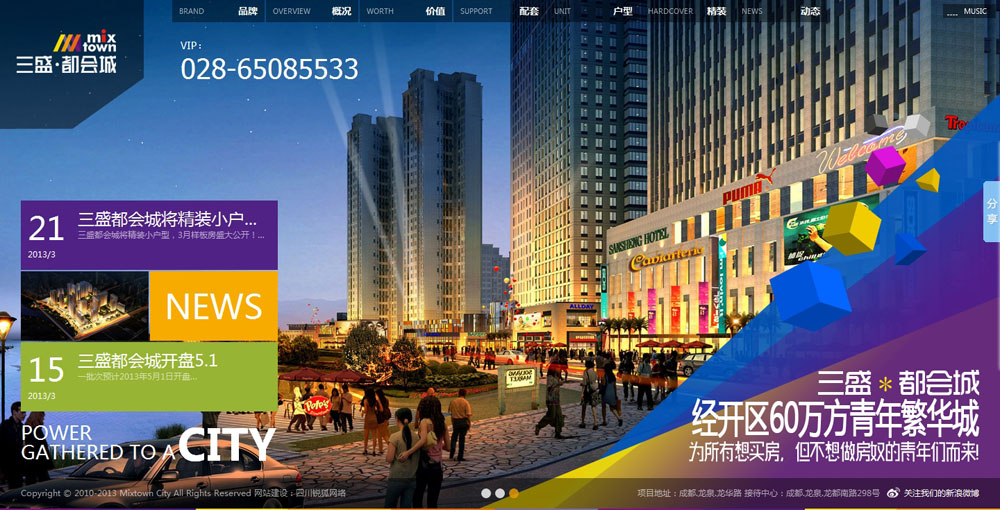 BRAND 品牌 OVERVIEW 概况 WORTH 价值 SUPPORT 配套 UNIT 户型 HARDCOVER 精装 NEWS 动态 MUSIC
mix
town
三盛·都会城
VIP:
028-65085533
Welcome
PUMA
SANSHENG HOTEL
ALLDAY
分享
21 三盛都会城将精装小户...
三盛都会城将精装小户型，3月样板房盛大公开！...
2013/3
NEWS
15 三盛都会城开盘5.1
一批次预计2013年5月1日开盘...
2013/3
POWER
GATHERED TO A CITY
三盛*都会城
经开区60万方青年繁华城
为所有想买房，但不想做房奴的青年们而来!
Copyright © 2010-2013 Mixtown City All Rights Reserved 网站建设：四川锐狐网络
项目地址：成都.龙泉.龙华路 接待中心：成都.龙泉.龙都南路298号 关注我们的新浪微博